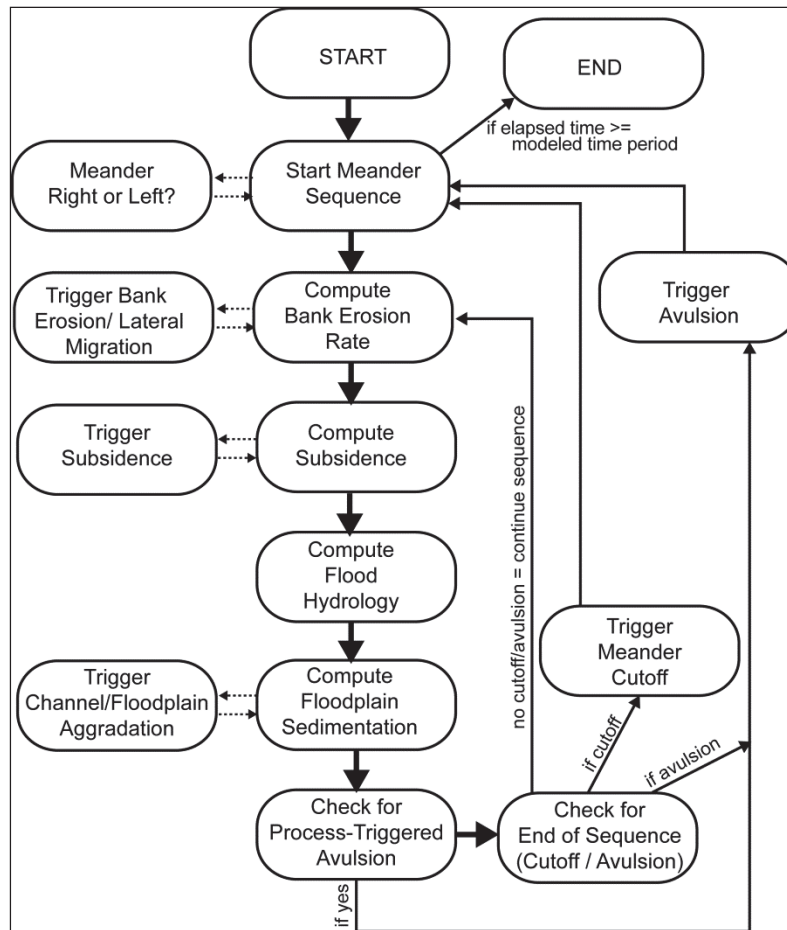 START
END
if elapsed time >=
modeled time period
Meander
Right or Left?
Start Meander
Sequence
Trigger Bank
Erosion/ Lateral
Migration
Compute
Bank Erosion
Rate
Trigger
Avulsion
Trigger
Subsidence
Compute
Subsidence
Compute
Flood
Hydrology
no cutoff/avulsion = continue sequence
Trigger
Meander
Cutoff
Trigger
Channel/Floodplain
Aggradation
Compute
Floodplain
Sedimentation
if cutoff
if avulsion
Check for
Process-Triggered
Avulsion
Check for
End of Sequence
(Cutoff / Avulsion)
if yes